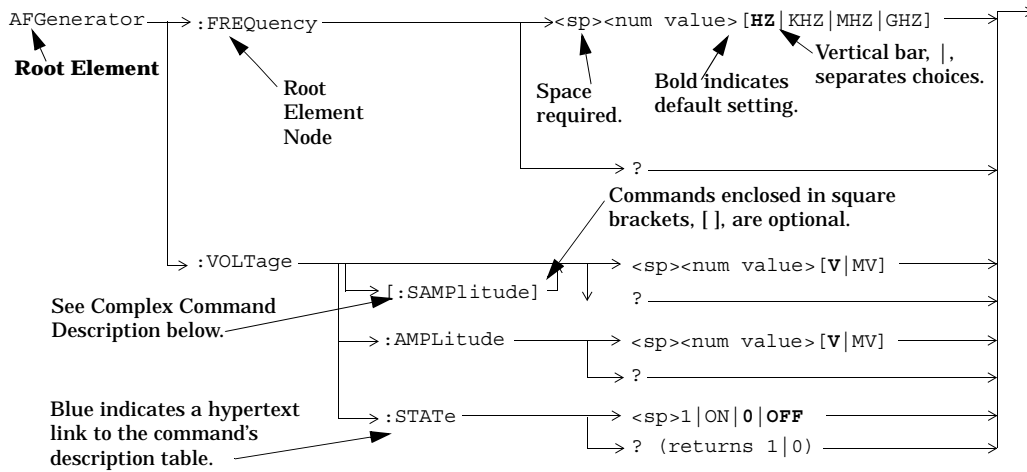 AFGenerator :FREQuency <sp><num value>[HZ|KHZ|MHZ|GHZ]
Root Element
Root
Element
Node
Space
required.
Bold indicates
default setting.
Vertical bar, |,
separates choices.
?
Commands enclosed in square
brackets, [ ], are optional.
:VOLTage <sp><num value>[V|MV]
[:SAMPlitude] ?
See Complex Command
Description below.
:AMPLitude <sp><num value>[V|MV]
?
Blue indicates a hypertext
link to the command's
description table.
:STATe <sp>1|ON|0|OFF
? (returns 1|0)